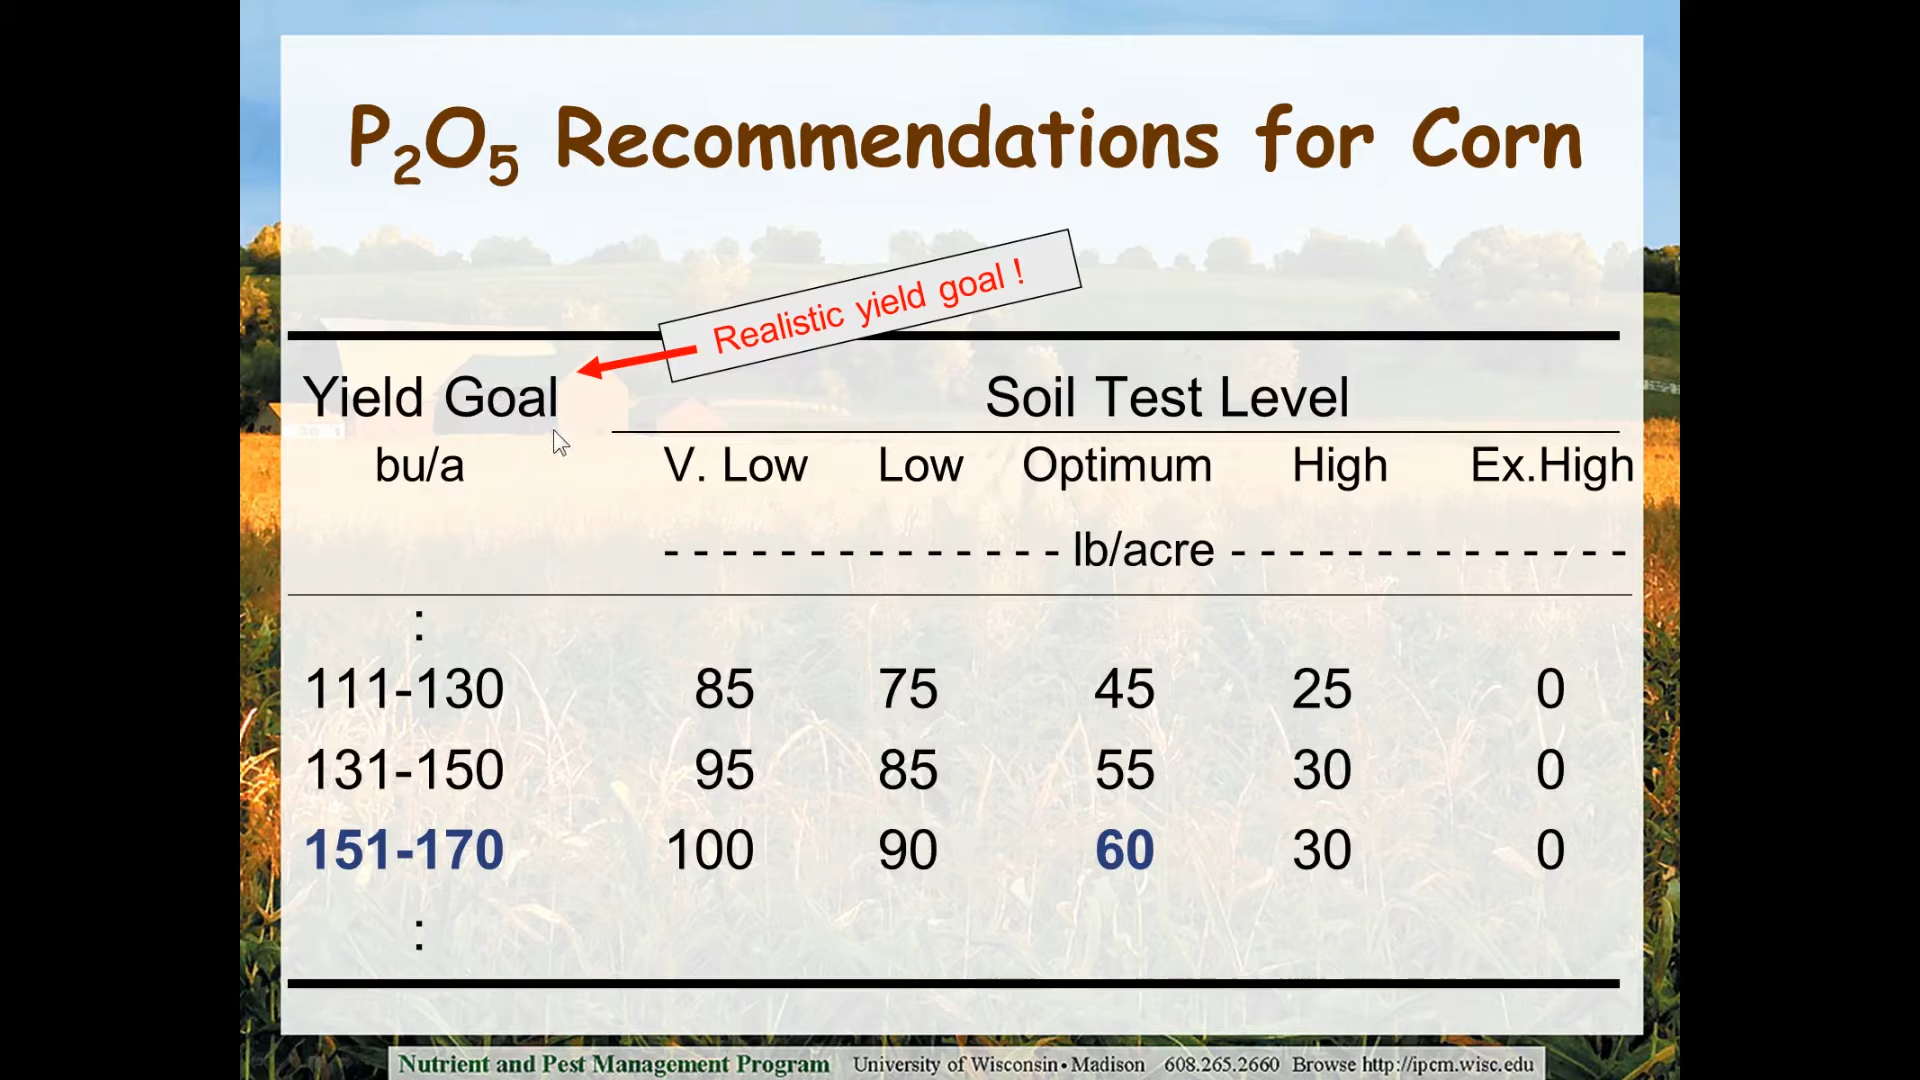 P₂O₅ Recommendations for Corn
Realistic yield goal !
Yield Goal Soil Test Level
bu/a V. Low Low Optimum High Ex.High
- - - - - - - - - - - - - - lb/acre - - - - - - - - - - - - - -
:
111-130 85 75 45 25 0
131-150 95 85 55 30 0
151-170 100 90 60 30 0
:
Nutrient and Pest Management Program University of Wisconsin • Madison 608.265.2660 Browse http://ipcm.wisc.edu